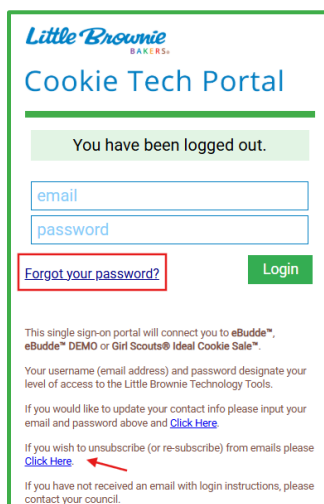 Little Brownie
BAKERS®
Cookie Tech Portal
You have been logged out.
email
password
Forgot your password?
Login
This single sign-on portal will connect you to eBudde™,
eBudde™ DEMO or Girl Scouts® Ideal Cookie Sale™.
Your username (email address) and password designate your
level of access to the Little Brownie Technology Tools.
If you would like to update your contact info please input your
email and password above and Click Here.
If you wish to unsubscribe (or re-subscribe) from emails please
Click Here.
If you have not received an email with login instructions, please
contact your council.